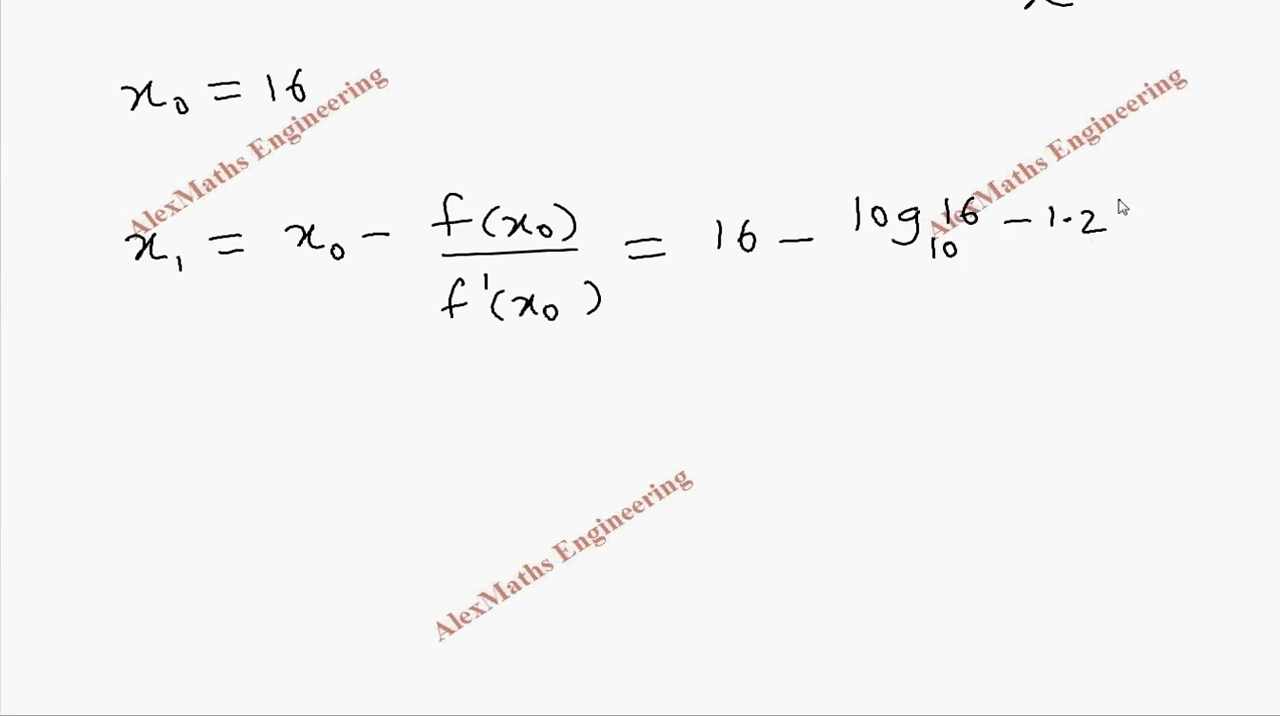 x₀ = 16
AlexMaths Engineering
AlexMaths Engineering
x₁ = x₀ - f(x₀)/f'(x₀) = 16 - log₁₀16 - 1.2
AlexMaths Engineering